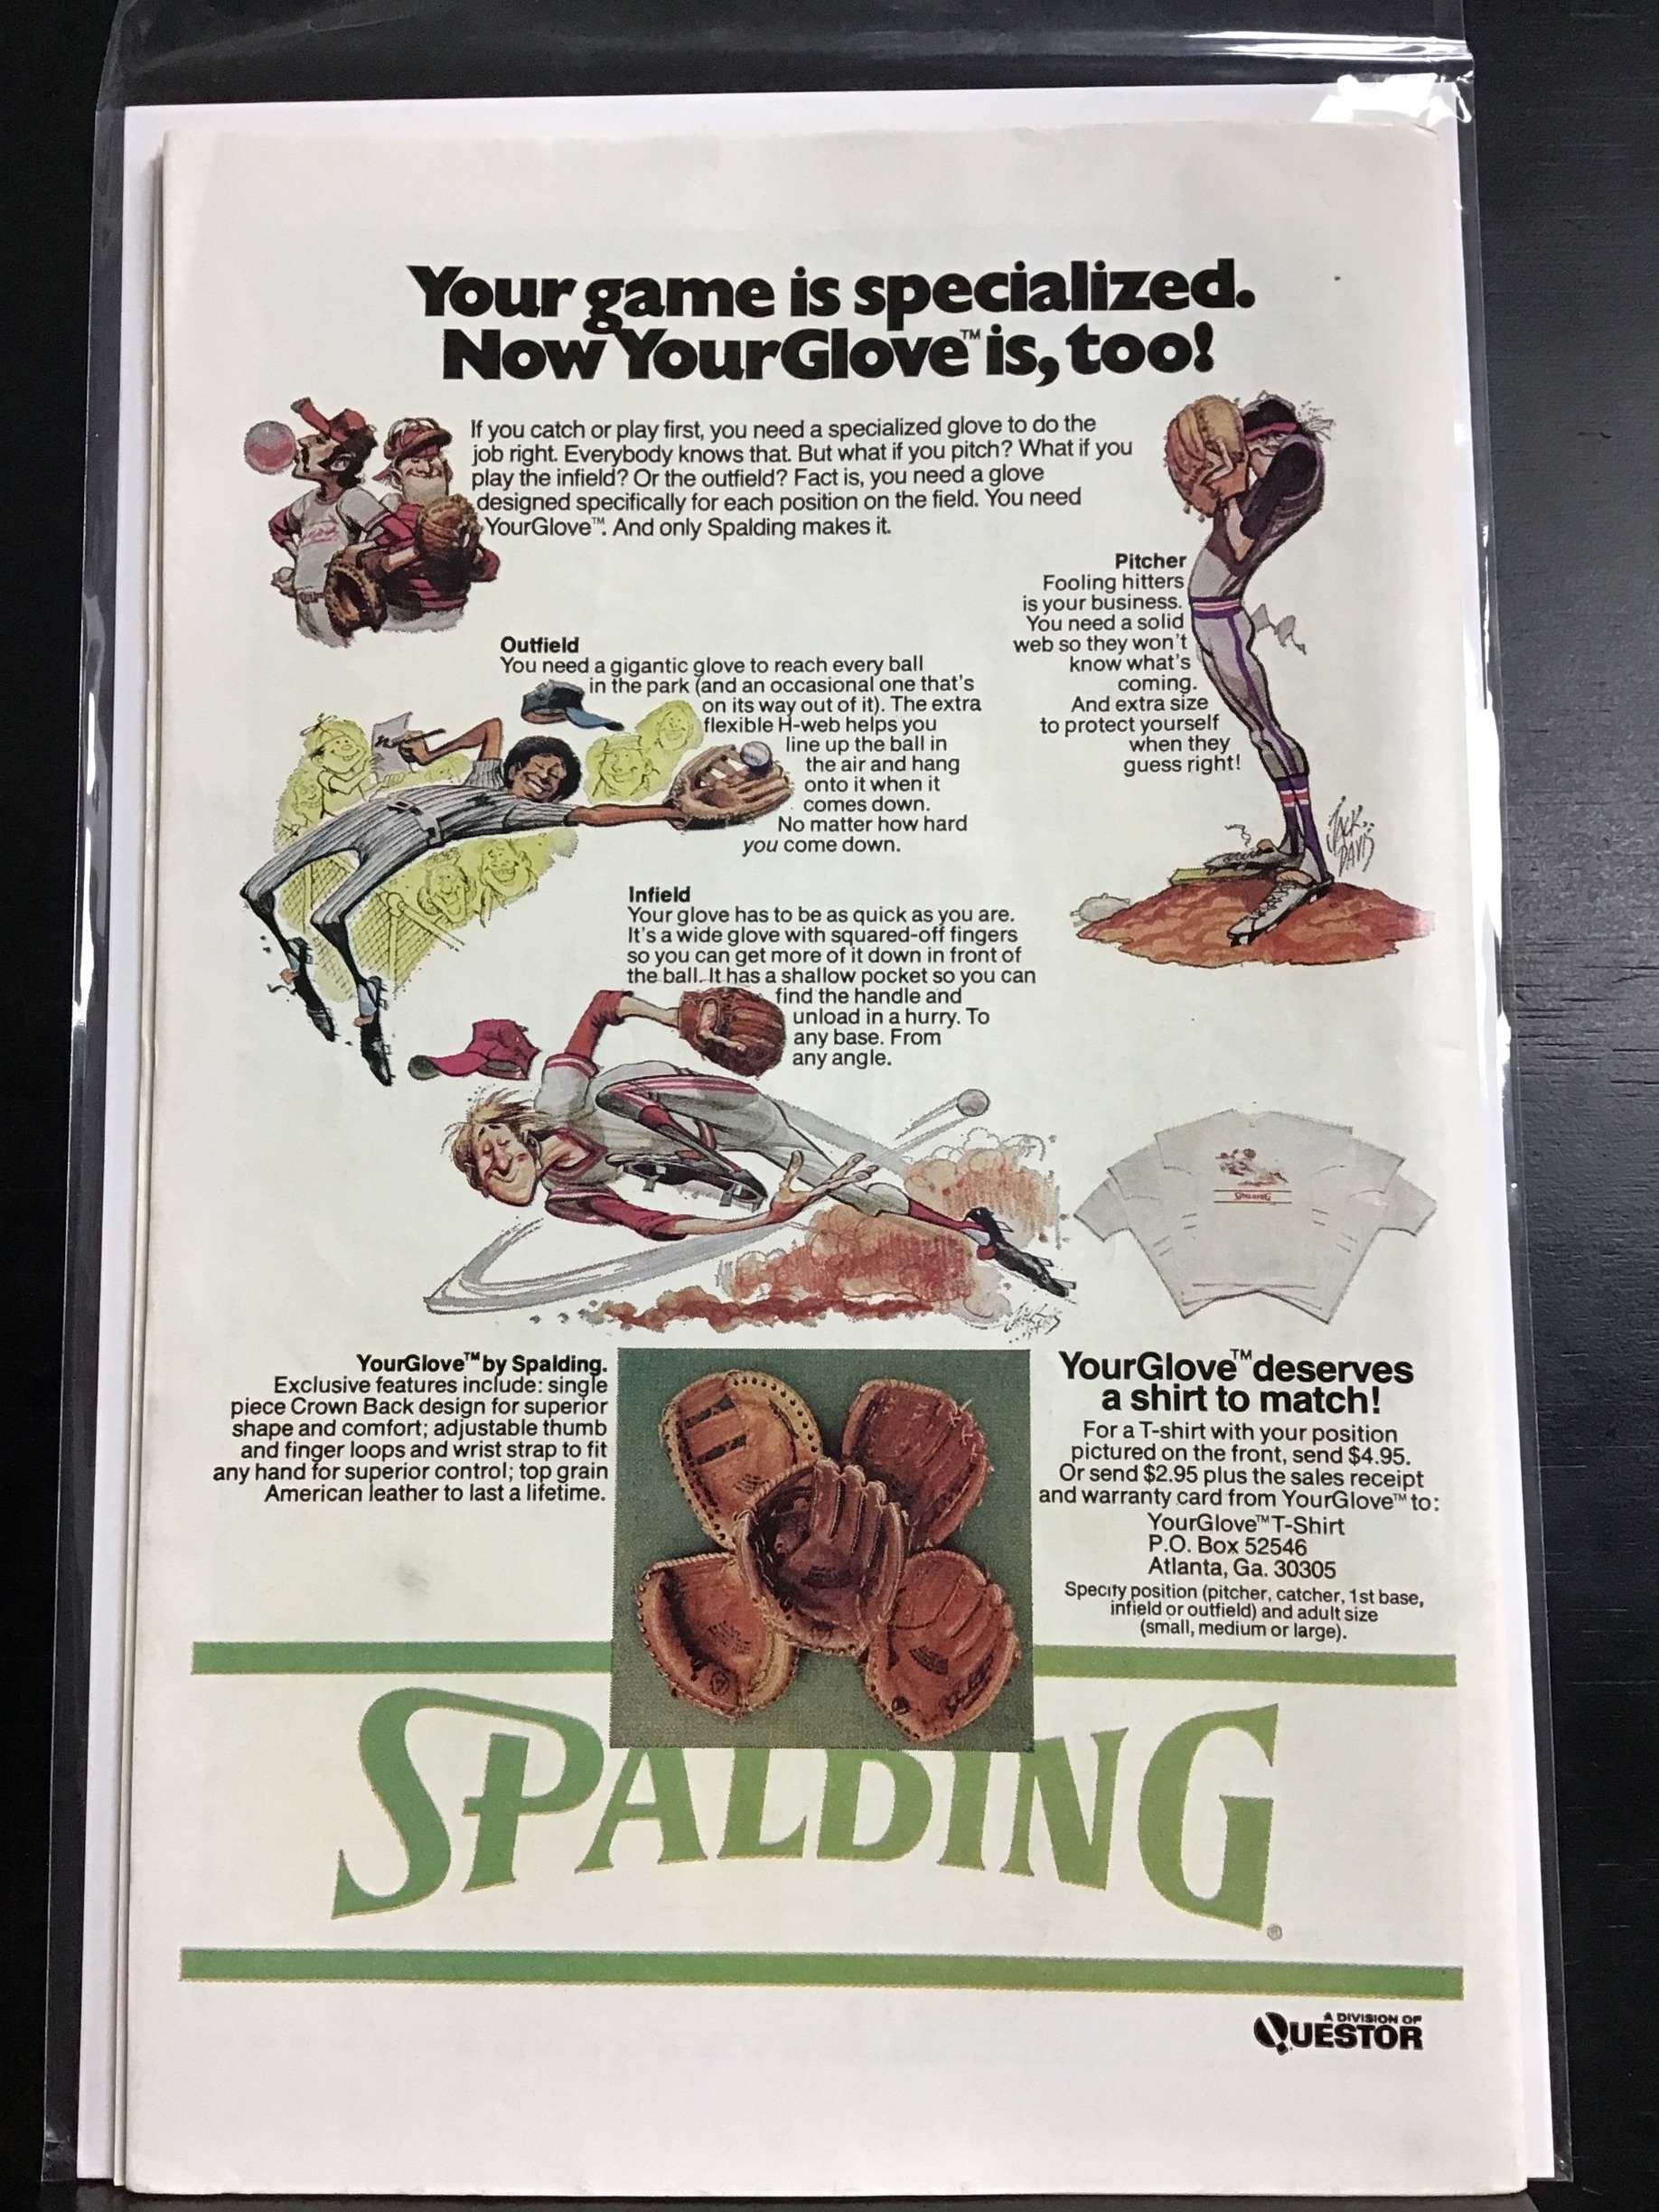 Your game is specialized.
Now YourGlove™ is, too!
If you catch or play first, you need a specialized glove to do the
job right. Everybody knows that. But what if you pitch? What if you
play the infield? Or the outfield? Fact is, you need a glove
designed specifically for each position on the field. You need
YourGlove™. And only Spalding makes it.
Pitcher
Fooling hitters
is your business.
You need a solid
web so they won't
know what's
coming.
And extra size
to protect yourself
when they
guess right!
JACK
DAVIS
Outfield
You need a gigantic glove to reach every ball
in the park (and an occasional one that's
on its way out of it). The extra
flexible H-web helps you
line up the ball in
the air and hang
onto it when it
comes down.
No matter how hard
you come down.
Infield
Your glove has to be as quick as you are.
It's a wide glove with squared-off fingers
so you can get more of it down in front of
the ball. It has a shallow pocket so you can
find the handle and
unload in a hurry. To
any base. From
any angle.
SPALDING
YourGlove™ by Spalding.
Exclusive features include: single
piece Crown Back design for superior
shape and comfort; adjustable thumb
and finger loops and wrist strap to fit
any hand for superior control; top grain
American leather to last a lifetime.
YourGlove™ deserves
a shirt to match!
For a T-shirt with your position
pictured on the front, send $4.95.
Or send $2.95 plus the sales receipt
and warranty card from YourGlove™ to:
YourGlove™ T-Shirt
P.O. Box 52546
Atlanta, Ga. 30305
Specify position (pitcher, catcher, 1st base,
infield or outfield) and adult size
(small, medium or large).
SPALDING®
A DIVISION OF
QUESTOR